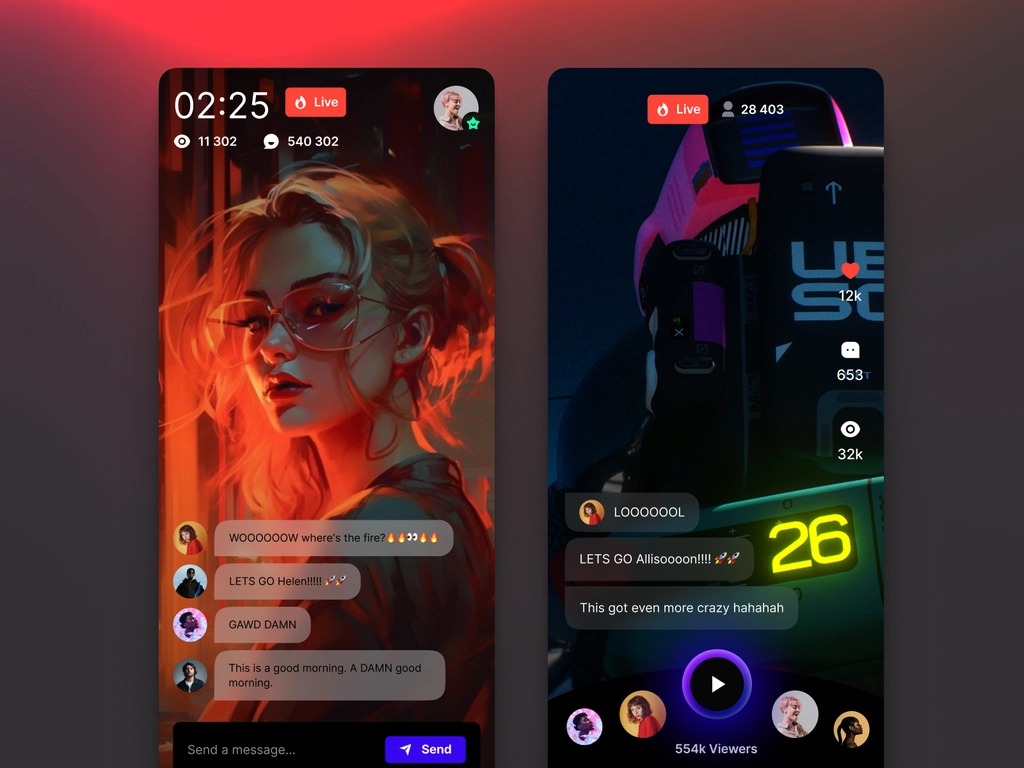 02:25
Live
11 302
540 302
WOOOOOOW where's the fire?🔥🔥👀🔥🔥
LETS GO Helen!!!!! 🚀🚀
GAWD DAMN
This is a good morning. A DAMN good
morning.
Send a message...
Send
Live
28 403
12k
653
32k
LOOOOOOL
LETS GO Allisoooon!!!! 🚀🚀
26
This got even more crazy hahahah
554k Viewers